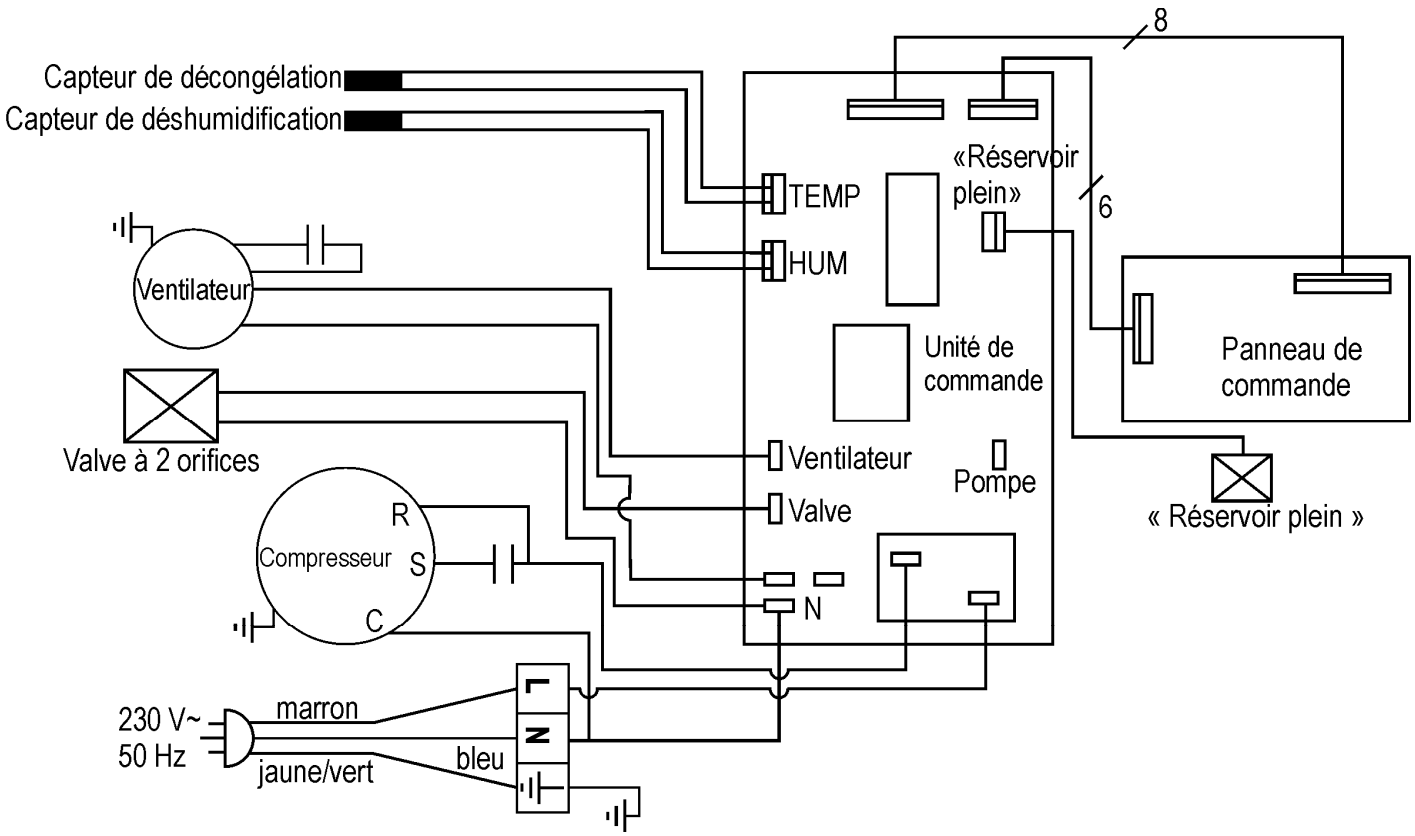 8
Capteur de décongélation
Capteur de déshumidification
«Réservoir
plein»
TEMP
6
HUM
Ventilateur
Unité de
commande
Panneau de
commande
Valve à 2 orifices
Ventilateur
Pompe
Valve
« Réservoir plein »
R
Compresseur
S
C
N
L
N
230 V~
50 Hz
marron
bleu
jaune/vert